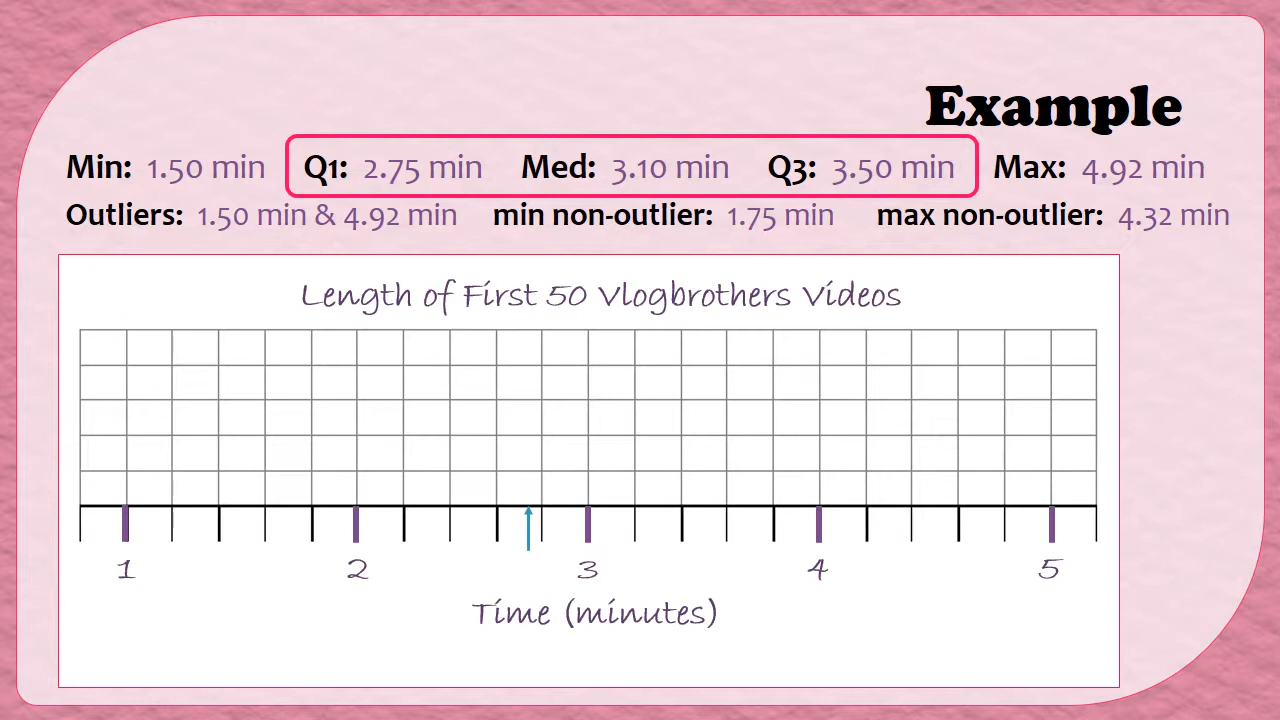 Example
Min: 1.50 min Q1: 2.75 min Med: 3.10 min Q3: 3.50 min Max: 4.92 min
Outliers: 1.50 min & 4.92 min min non-outlier: 1.75 min max non-outlier: 4.32 min
Length of First 50 Vlogbrothers Videos
1 2 3 4 5
Time (minutes)